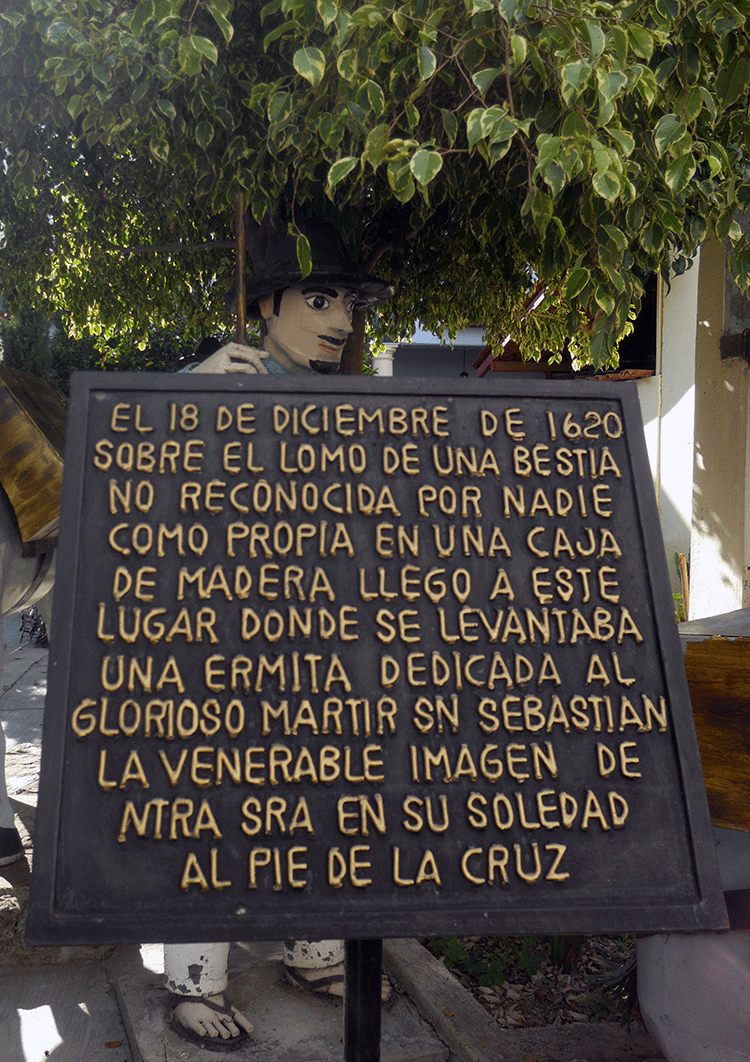 EL 18 DE DICIEMBRE DE 1620
SOBRE EL LOMO DE UNA BESTIA
NO RECONOCIDA POR NADIE
COMO PROPIA EN UNA CAJA
DE MADERA LLEGO A ESTE
LUGAR DONDE SE LEVANTABA
UNA ERMITA DEDICADA AL
GLORIOSO MARTIR SN SEBASTIAN
LA VENERABLE IMAGEN DE
NTRA SRA EN SU SOLEDAD
AL PIE DE LA CRUZ